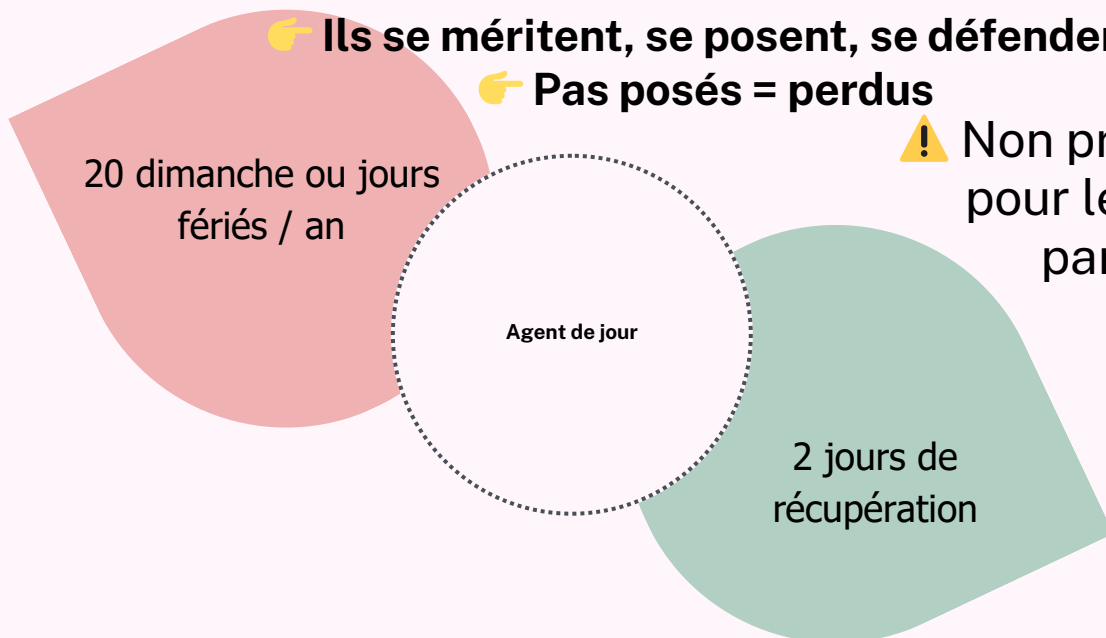 👉 Ils se méritent, se posent, se défenden
👉 Pas posés = perdus
⚠️ Non pr
pour le
par
20 dimanche ou jours
fériés / an
Agent de jour
2 jours de
récupération